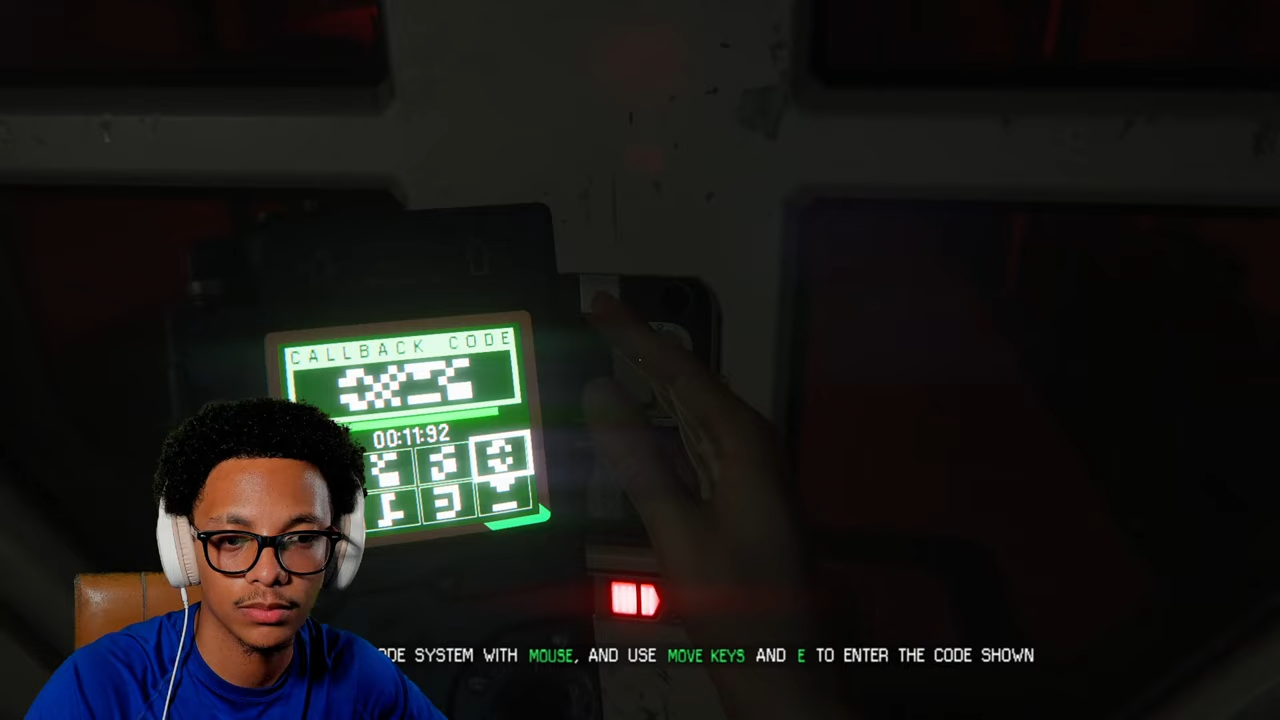 CALLBACK CODE
00:11:92
ODE SYSTEM WITH MOUSE, AND USE MOVE KEYS AND E TO ENTER THE CODE SHOWN